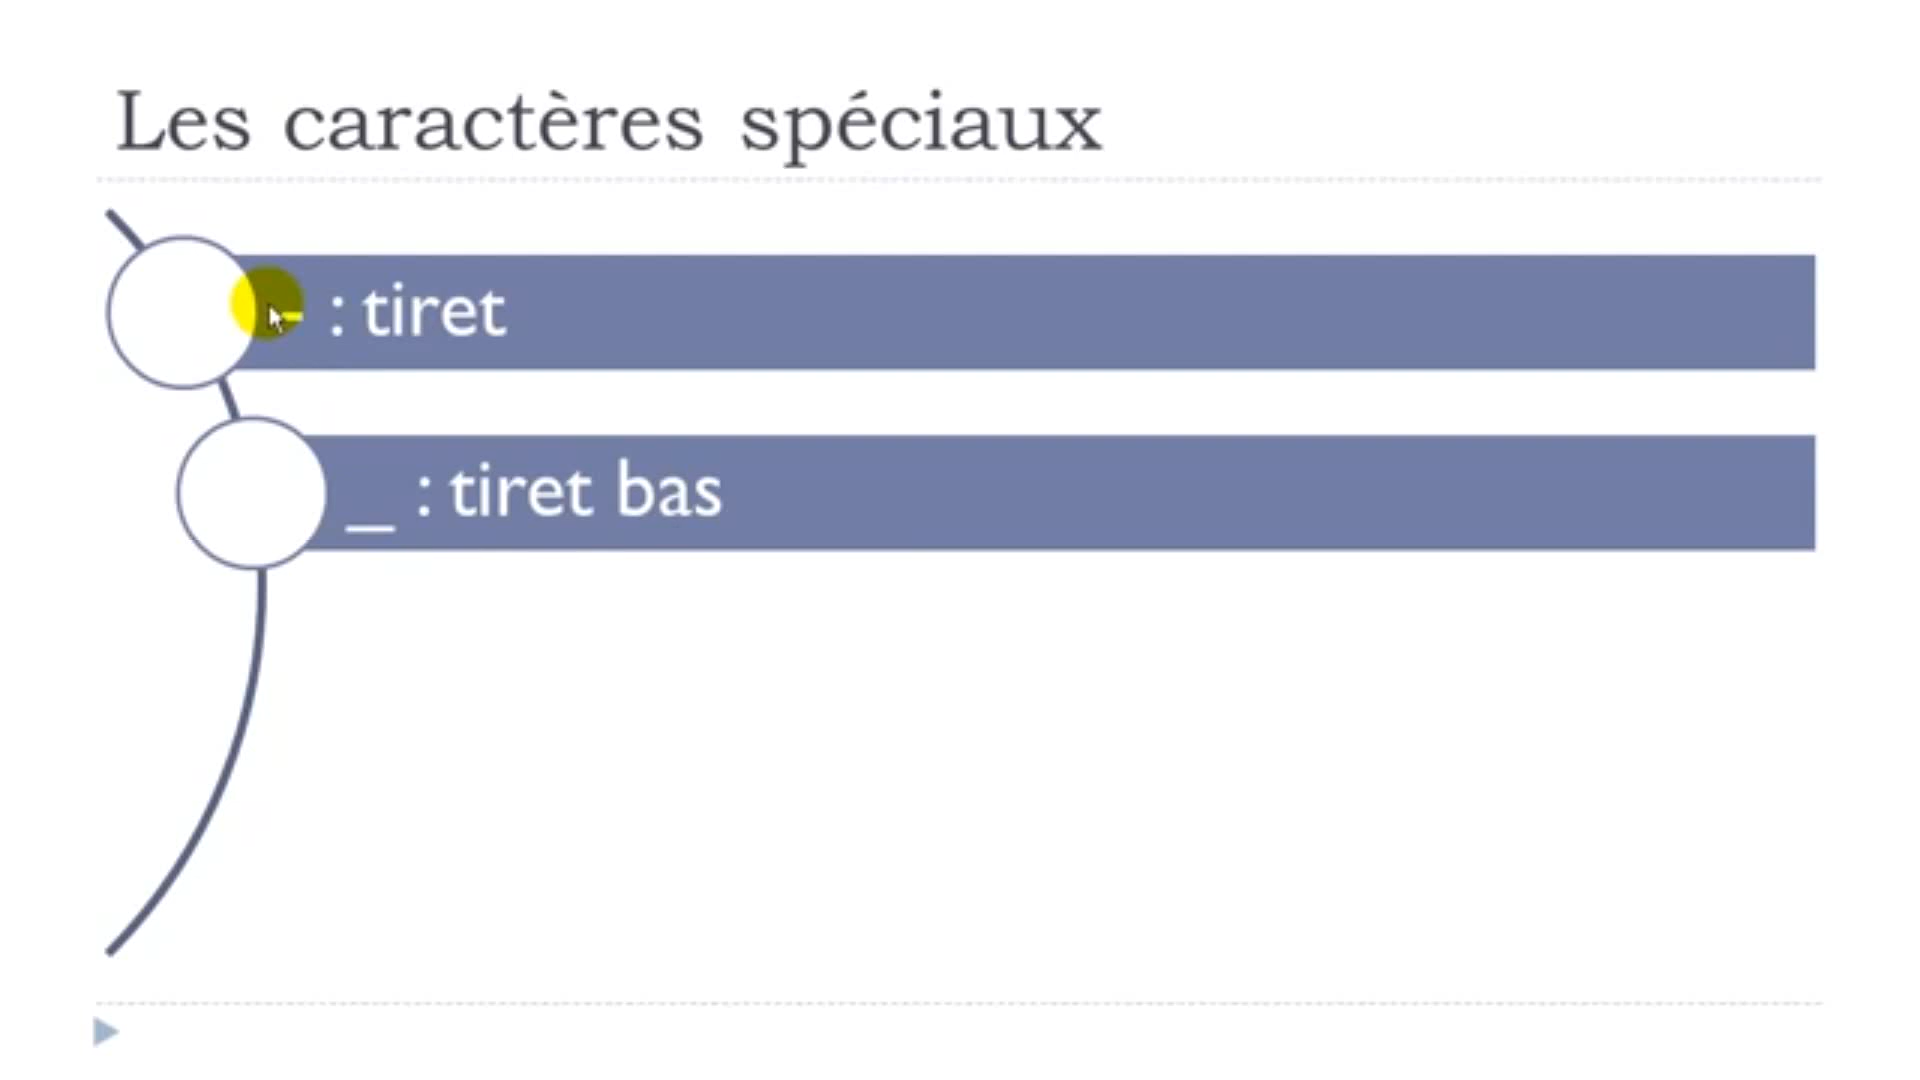 Les caractères spéciaux
- : tiret
_ : tiret bas